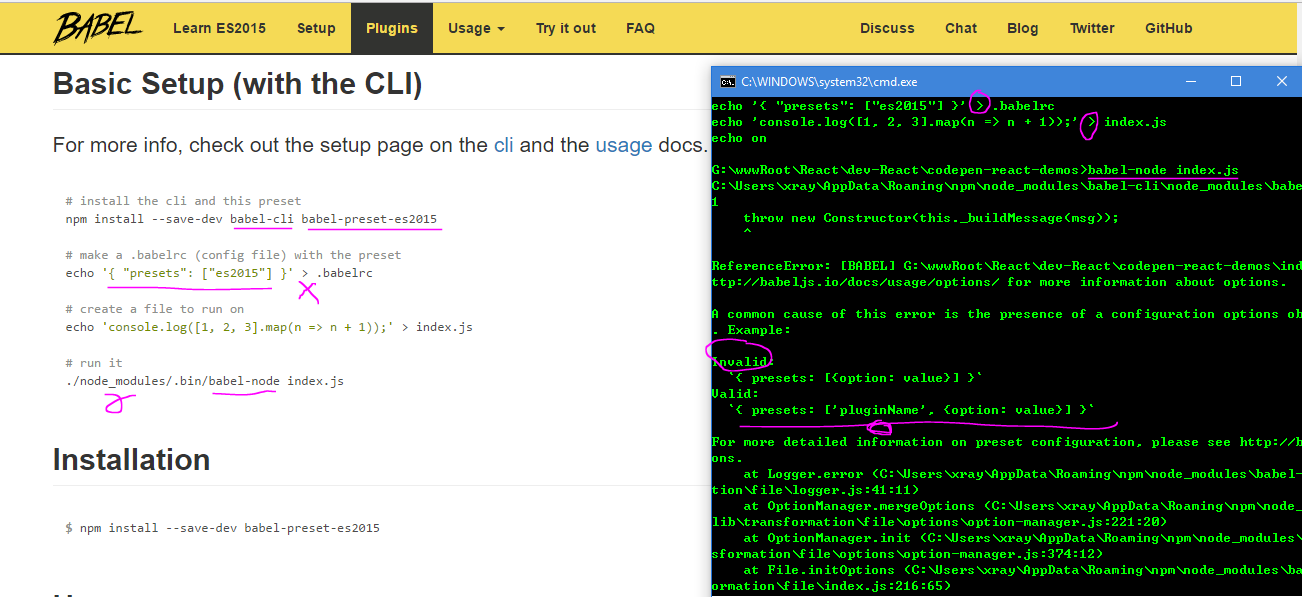 BABEL Learn ES2015 Setup Plugins Usage Try it out FAQ Discuss Chat Blog Twitter GitHub
Basic Setup (with the CLI)
For more info, check out the setup page on the cli and the usage docs.
# install the cli and this preset
npm install --save-dev babel-cli babel-preset-es2015
# make a .babelrc (config file) with the preset
echo '{ "presets": ["es2015"] }' > .babelrc
# create a file to run on
echo 'console.log([1, 2, 3].map(n => n + 1));' > index.js
# run it
./node_modules/.bin/babel-node index.js
Installation
$ npm install --save-dev babel-preset-es2015
C:\WINDOWS\system32\cmd.exe
echo '{ "presets": ["es2015"] }' > .babelrc
echo 'console.log([1, 2, 3].map(n => n + 1));' > index.js
echo on
G:\wwwRoot\React\dev-React\codepen-react-demos>babel-node index.js
C:\Users\xray\AppData\Roaming\npm\node_modules\babel-cli\node_modules\babe
1
throw new Constructor(this._buildMessage(msg));
^
ReferenceError: [BABEL] G:\wwwRoot\React\dev-React\codepen-react-demos\ind
ttp://babeljs.io/docs/usage/options/ for more information about options.
A common cause of this error is the presence of a configuration options ob
. Example:
Invalid:
`{ presets: [{option: value}] }`
Valid:
`{ presets: ['pluginName', {option: value}] }`
For more detailed information on preset configuration, please see http://b
ons.
at Logger.error (C:\Users\xray\AppData\Roaming\npm\node_modules\babel-
tion\file\logger.js:41:11)
at OptionManager.mergeOptions (C:\Users\xray\AppData\Roaming\npm\node_
lib\transformation\file\options\option-manager.js:221:20)
at OptionManager.init (C:\Users\xray\AppData\Roaming\npm\node_modules\
sformation\file\options\option-manager.js:374:12)
at File.initOptions (C:\Users\xray\AppData\Roaming\npm\node_modules\ba
ormation\file\index.js:216:65)